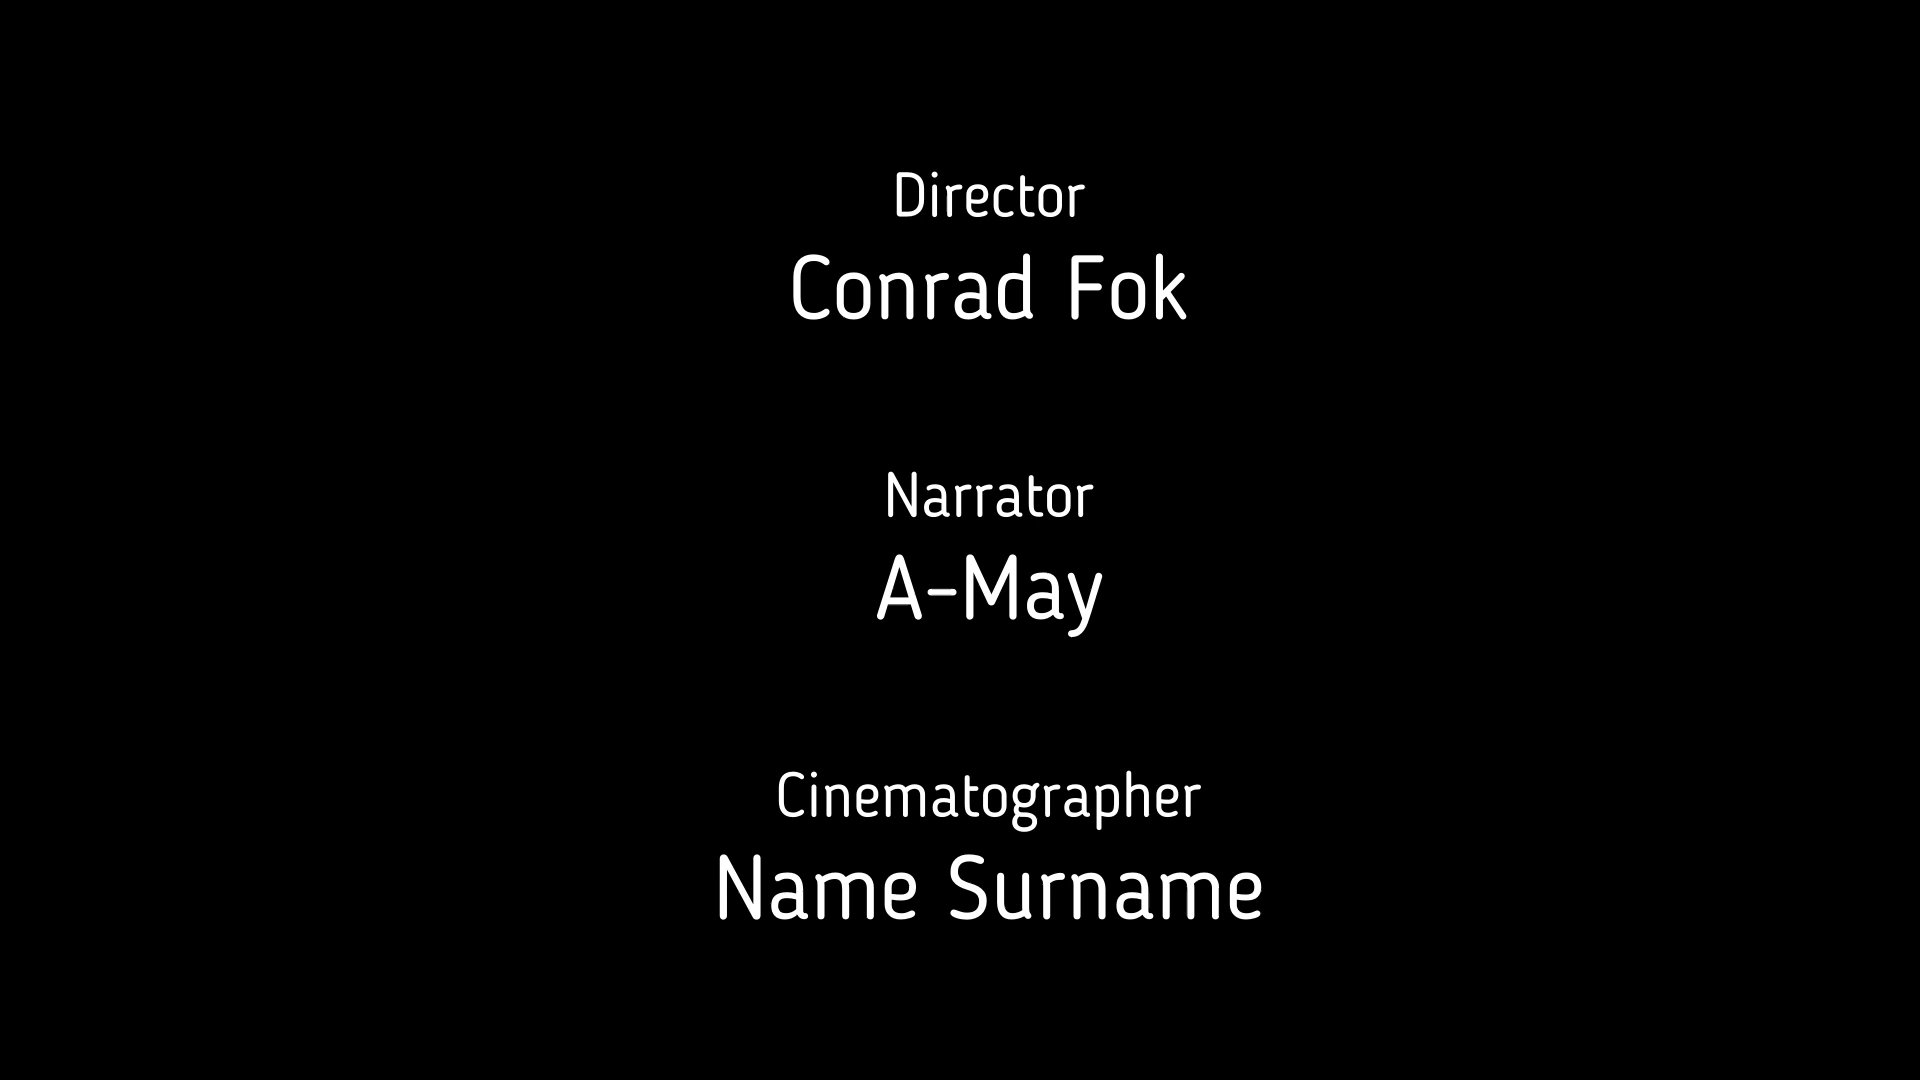 Director
Conrad Fok
Narrator
A-May
Cinematographer
Name Surname